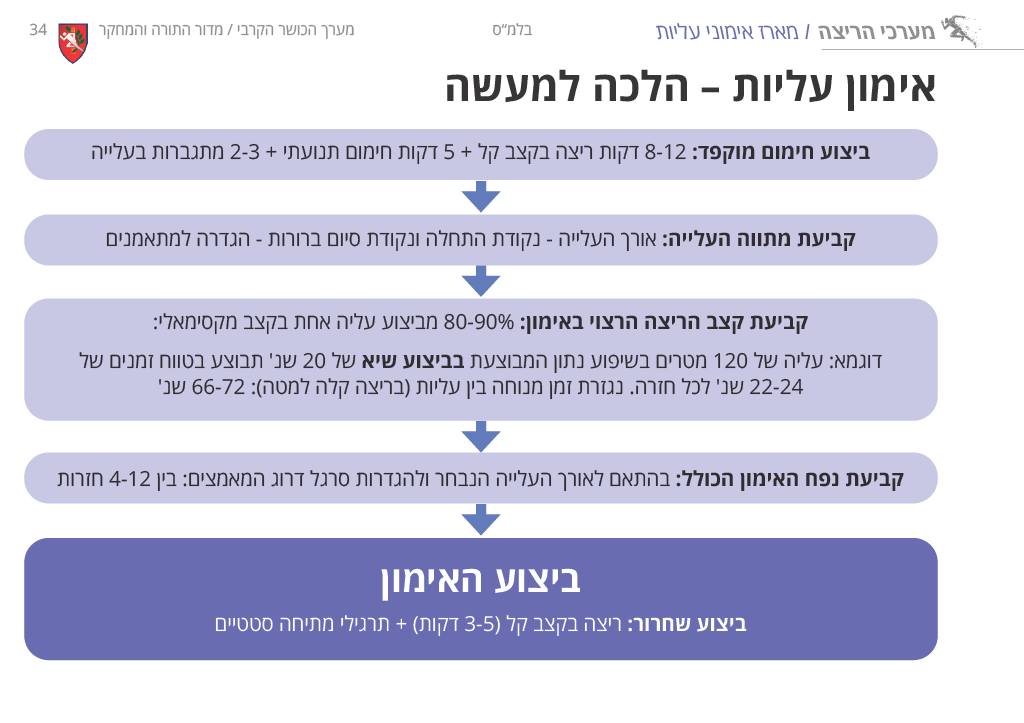 מערכי הריצה / מארז אימוני עליות
בלמ״ס
מערך הכושר הקרבי / מדור התורה והמחקר
34
אימון עליות – הלכה למעשה
ביצוע חימום מוקפד: 8-12 דקות ריצה בקצב קל + 5 דקות חימום תנועתי + 2-3 מתגברות בעלייה
קביעת מתווה העלייה: אורך העלייה - נקודת התחלה ונקודת סיום ברורות - הגדרה למתאמנים
קביעת קצב הריצה הרצוי באימון: 80-90% מביצוע עליה אחת בקצב מקסימאלי:
דוגמא: עליה של 120 מטרים בשיפוע נתון המבוצעת בביצוע שיא של 20 שנ' תבוצע בטווח זמנים של
22-24 שנ' לכל חזרה. נגזרת זמן מנוחה בין עליות (בריצה קלה למטה): 66-72 שנ'
קביעת נפח האימון הכולל: בהתאם לאורך העלייה הנבחר ולהגדרות סרגל דרוג המאמצים: בין 4-12 חזרות
ביצוע האימון
ביצוע שחרור: ריצה בקצב קל (3-5 דקות) + תרגילי מתיחה סטטיים